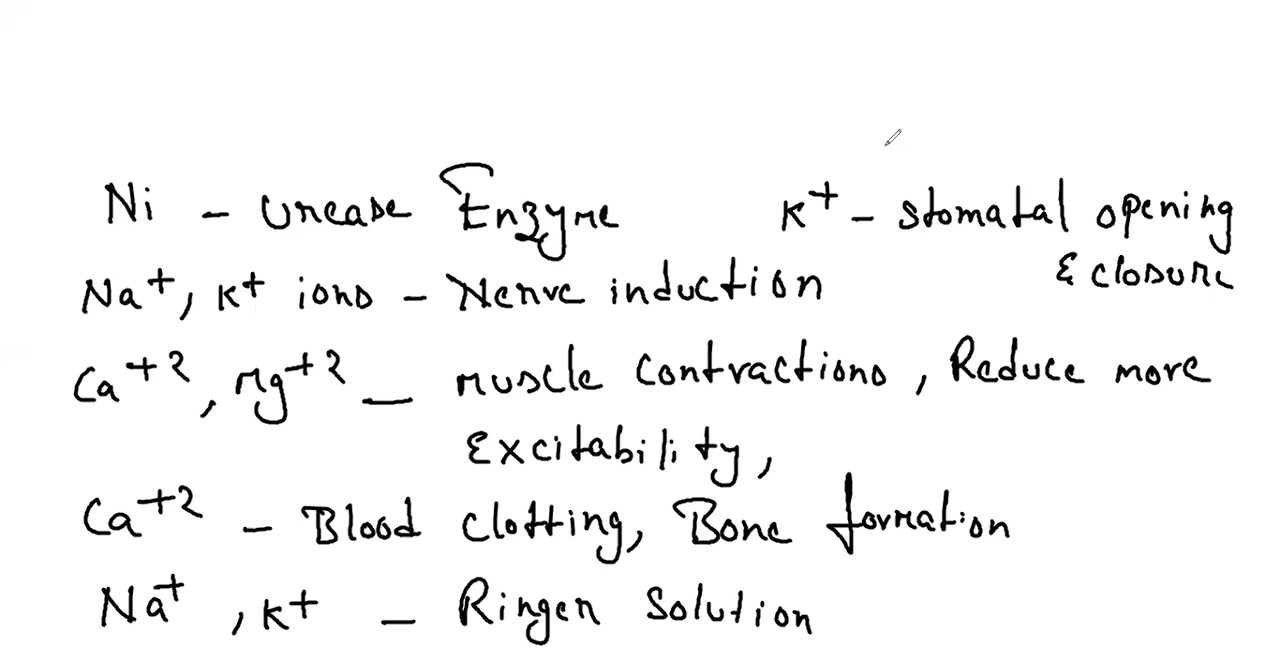 Ni - Urease Enzyme K+ - stomatal opening
& closure
Na+, K+ ions - Nerve induction
Ca+2, Mg+2 - muscle contractions, Reduce more
Excitability,
Ca+2 - Blood clotting, Bone formation
Na+, K+ - Ringer Solution